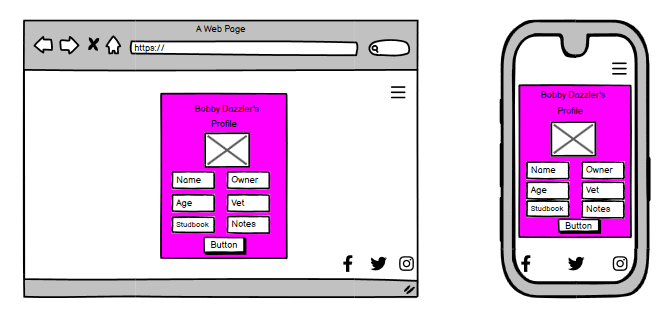 A Web Page
https://
Bobby Dazzler's
Profile
Name
Owner
Age
Vet
Studbook
Notes
Button
Bobby Dazzler's
Profile
Name
Owner
Age
Vet
Studbook
Notes
Button